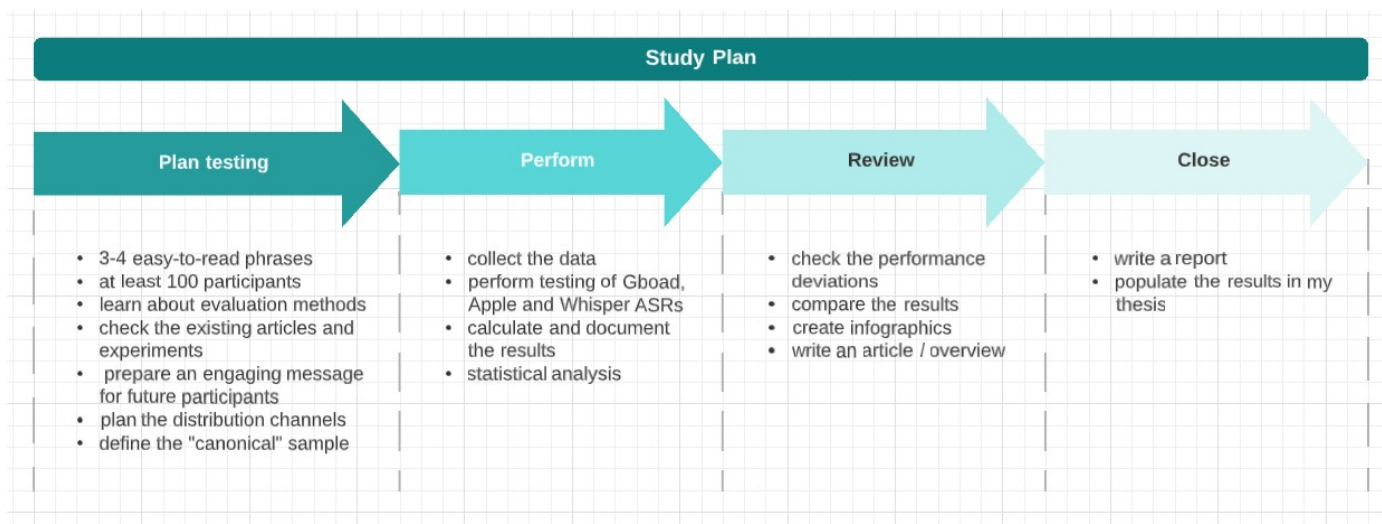 Study Plan
Plan testing
Perform
Review
Close
• 3-4 easy-to-read phrases
• at least 100 participants
• learn about evaluation methods
• check the existing articles and
experiments
• prepare an engaging message
for future participants
• plan the distribution channels
• define the "canonical" sample
• collect the data
• perform testing of Gboad,
Apple and Whisper ASRs
• calculate and document
the results
• statistical analysis
• check the performance
deviations
• compare the results
• create infographics
• write an article / overview
• write a report
• populate the results in my
thesis